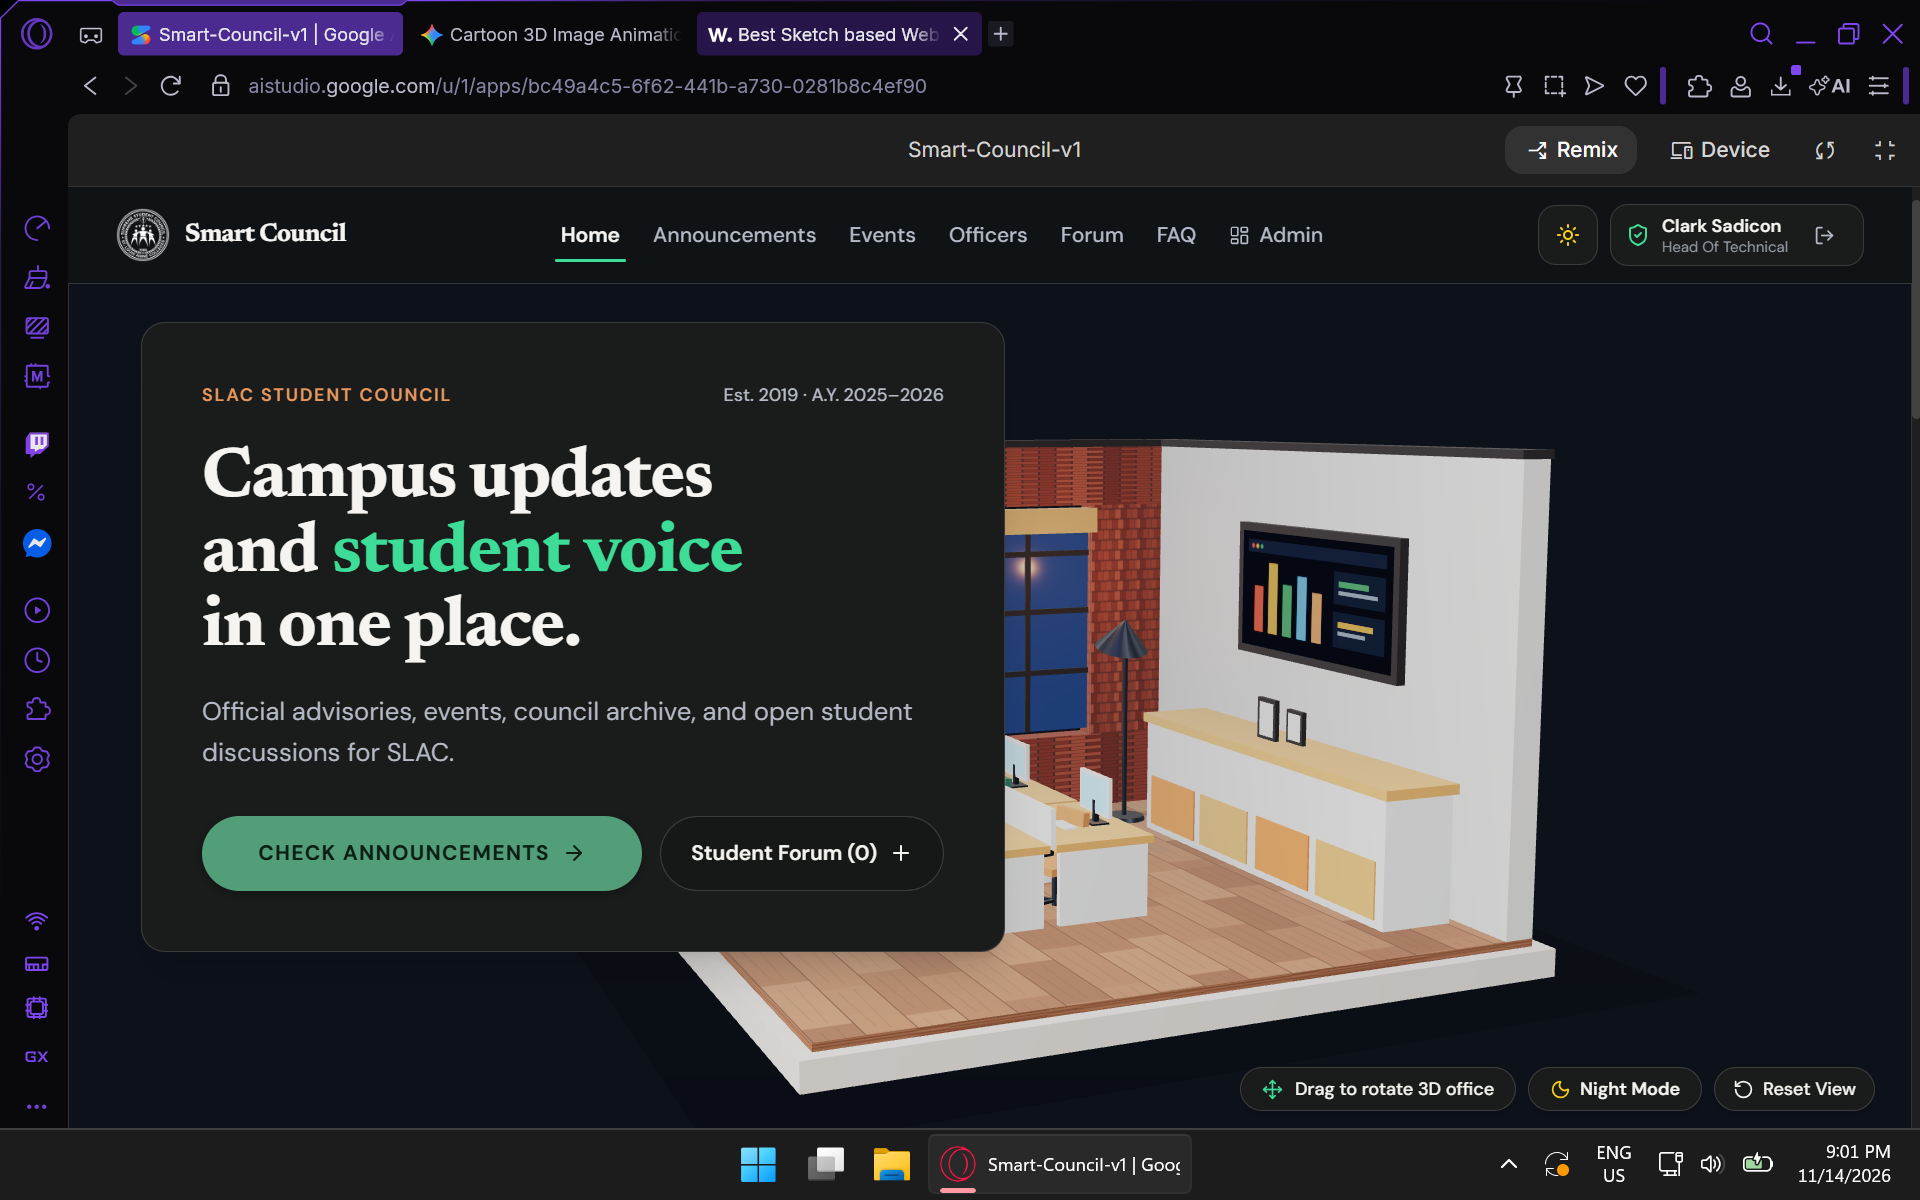 Smart-Council-v1 | Google
Cartoon 3D Image Animatic
W. Best Sketch based Web
aistudio.google.com/u/1/apps/bc49a4c5-6f62-441b-a730-0281b8c4ef90
AI
Smart-Council-v1
Remix
Device
Smart Council
Home
Announcements
Events
Officers
Forum
FAQ
Admin
Clark Sadicon
Head Of Technical
SLAC STUDENT COUNCIL
Est. 2019 · A.Y. 2025–2026
Campus updates
and student voice
in one place.
Official advisories, events, council archive, and open student
discussions for SLAC.
CHECK ANNOUNCEMENTS
Student Forum (0)
Drag to rotate 3D office
Night Mode
Reset View
M
GX
Smart-Council-v1 | Goog
ENG
US
9:01 PM
11/14/2026